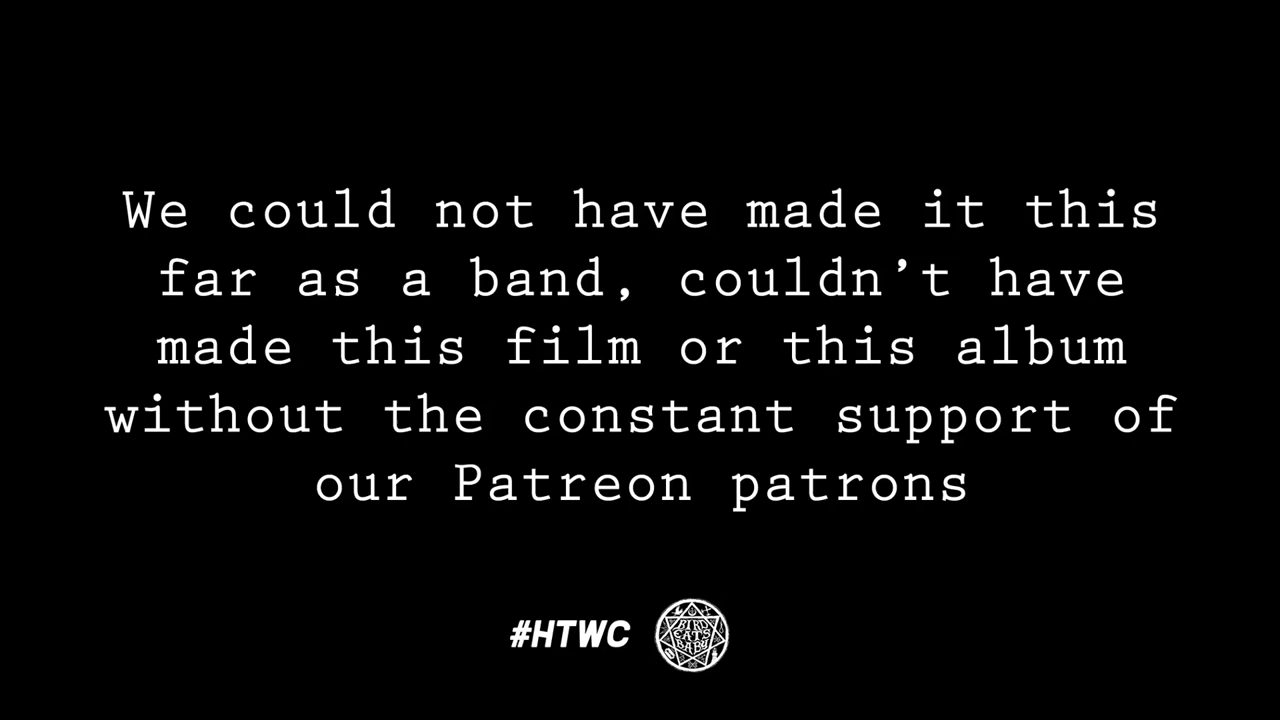 We could not have made it this
far as a band, couldn’t have
made this film or this album
without the constant support of
our Patreon patrons
#HTWC
BIRD
EATS
BABY